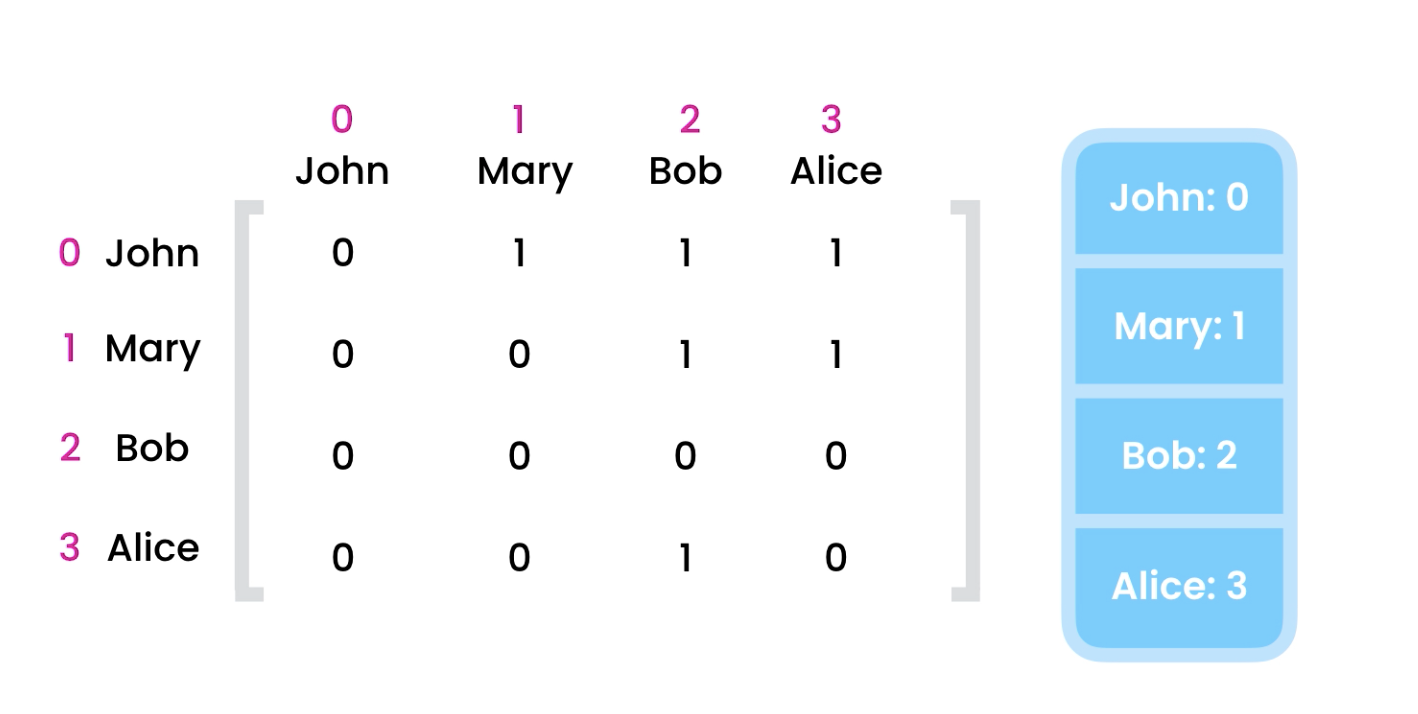 0 1 2 3
John Mary Bob Alice
0 John 0 1 1 1
1 Mary 0 0 1 1
2 Bob 0 0 0 0
3 Alice 0 0 1 0
John: 0
Mary: 1
Bob: 2
Alice: 3